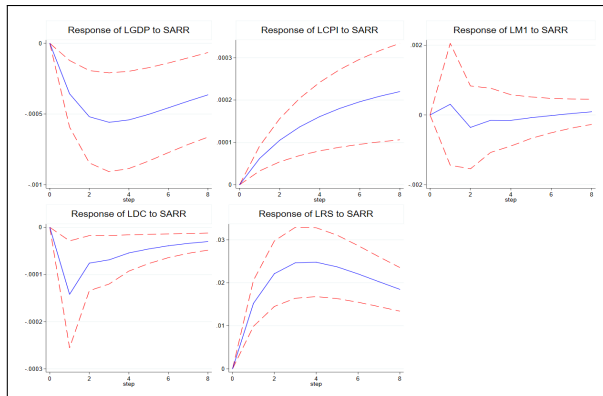 Response of LGDP to SARR
0
-.0005
-.001
0 2 4 6 8
step
Response of LCPI to SARR
.0003
.0002
.0001
0
0 2 4 6 8
step
Response of LM1 to SARR
.002
0
-.002
0 2 4 6 8
step
Response of LDC to SARR
0
-.0001
-.0002
-.0003
0 2 4 6 8
step
Response of LRS to SARR
.03
.02
.01
0
0 2 4 6 8
step